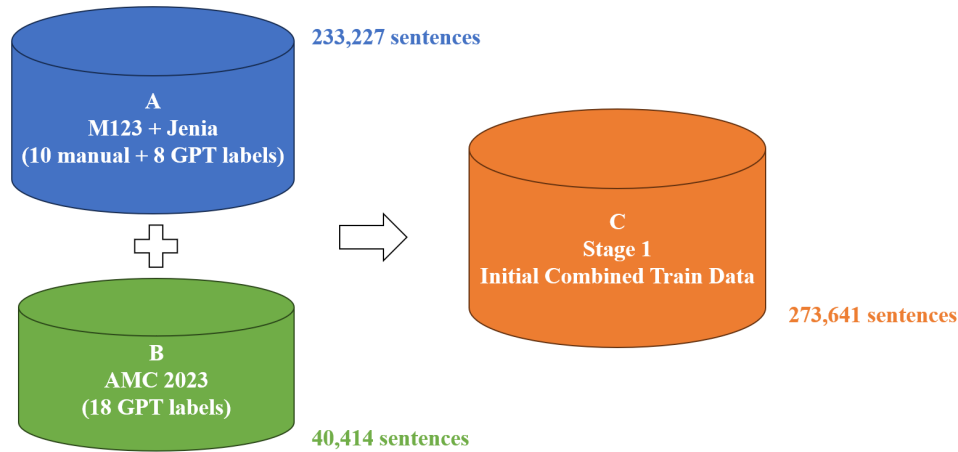 233,227 sentences
A
M123 + Jenia
(10 manual + 8 GPT labels)
C
Stage 1
Initial Combined Train Data
273,641 sentences
B
AMC 2023
(18 GPT labels)
40,414 sentences